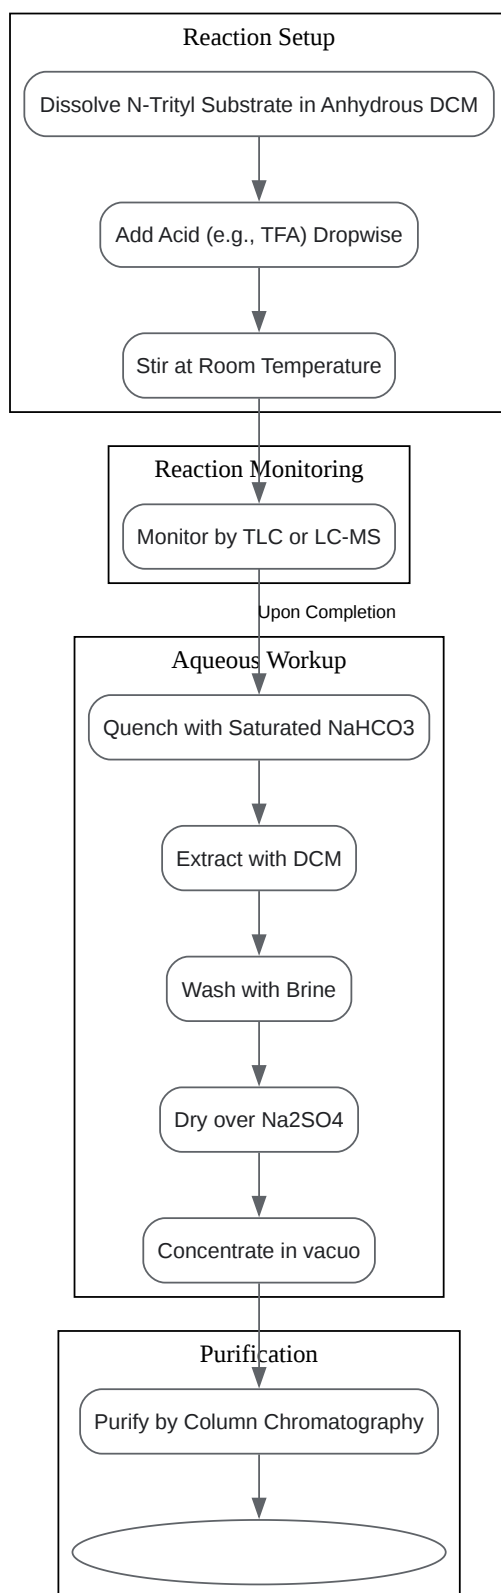 Reaction Setup
Dissolve N-Trityl Substrate in Anhydrous DCM
Add Acid (e.g., TFA) Dropwise
Stir at Room Temperature
Reaction Monitoring
Monitor by TLC or LC-MS
Upon Completion
Aqueous Workup
Quench with Saturated NaHCO3
Extract with DCM
Wash with Brine
Dry over Na2SO4
Concentrate in vacuo
Purification
Purify by Column Chromatography